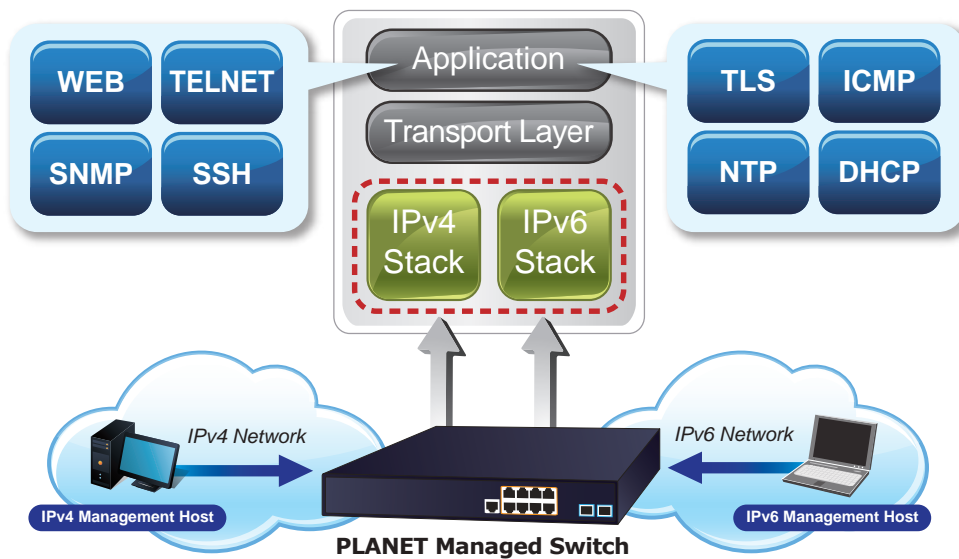 WEB
TELNET
SNMP
SSH
Application
Transport Layer
IPv4
Stack
IPv6
Stack
TLS
ICMP
NTP
DHCP
IPv4 Network
IPv6 Network
IPv4 Management Host
IPv6 Management Host
PLANET Managed Switch